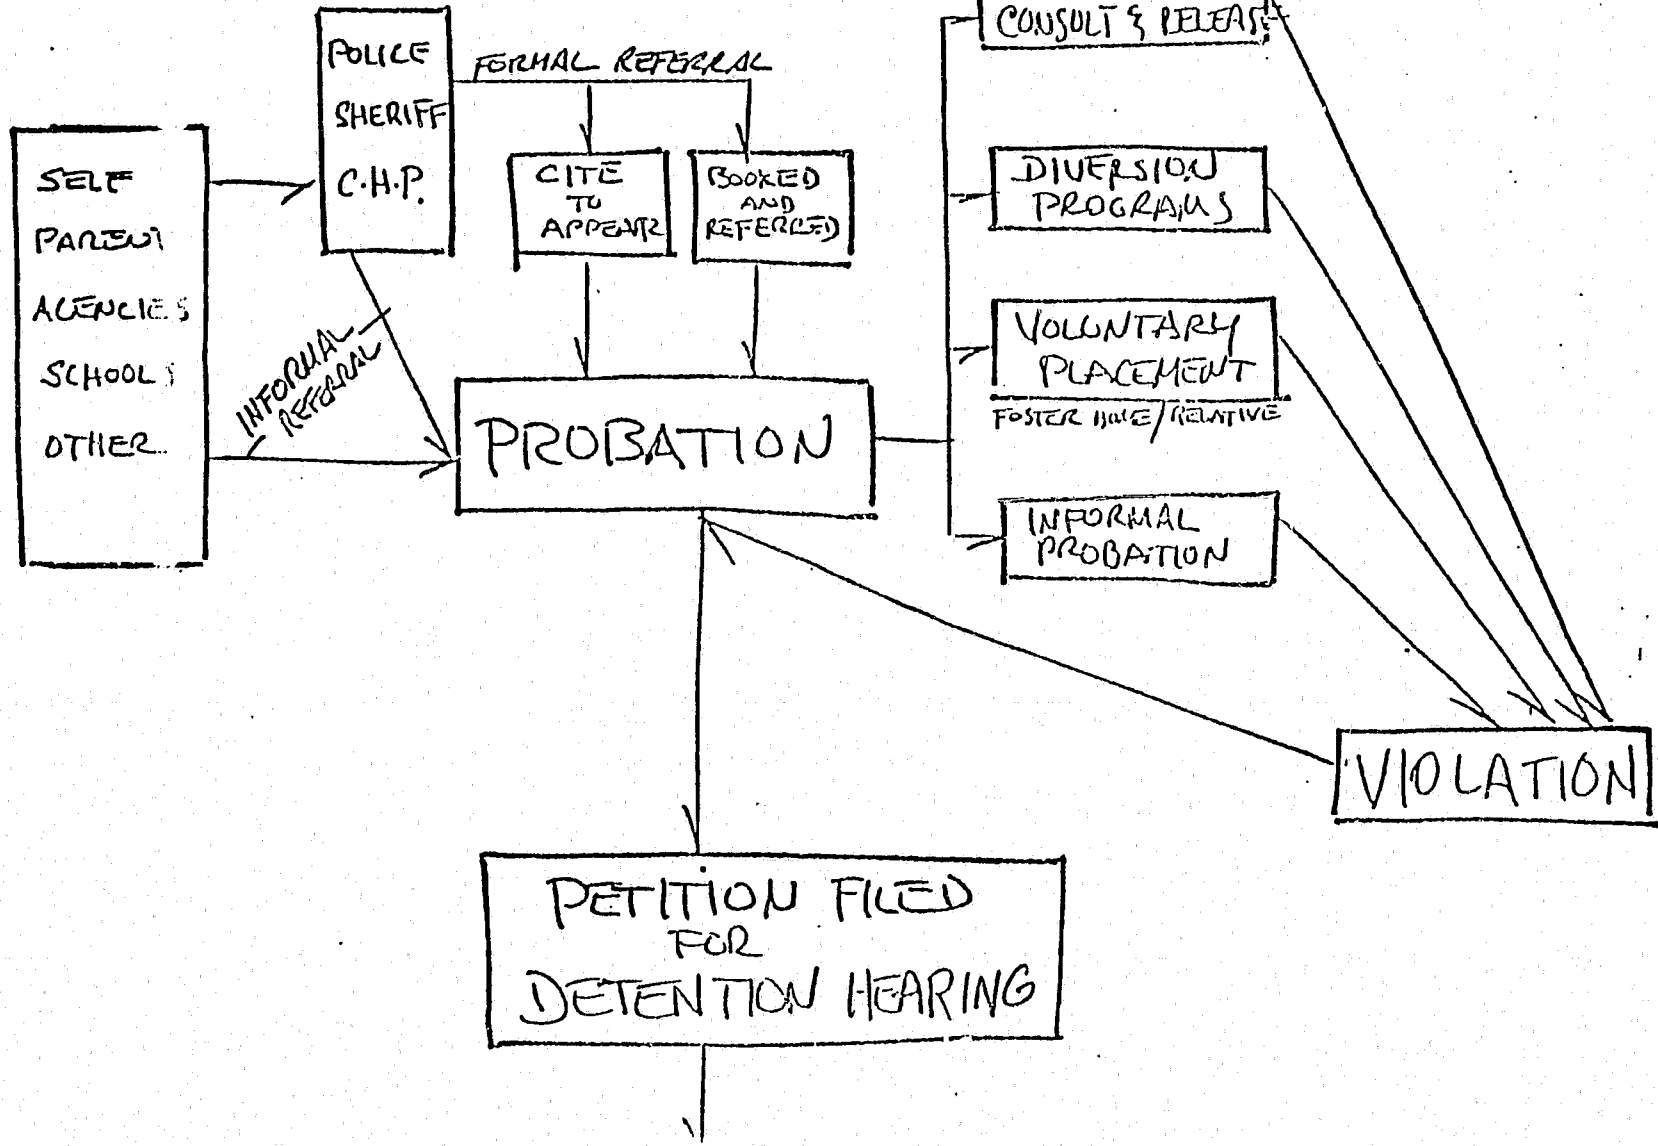 POLICE
SHERIFF
C.H.P.
FORMAL REFERRAL
CONSULT & RELEASE
SELF
PARENT
AGENCIES
SCHOOLS
OTHER
CITE
TO
APPEAR
BOOKED
AND
REFERRED
DIVERSION
PROGRAMS
INFORMAL
REFERRAL
VOLUNTARY
PLACEMENT
FOSTER HOME/RELATIVE
PROBATION
INFORMAL
PROBATION
VIOLATION
PETITION FILED
FOR
DETENTION HEARING